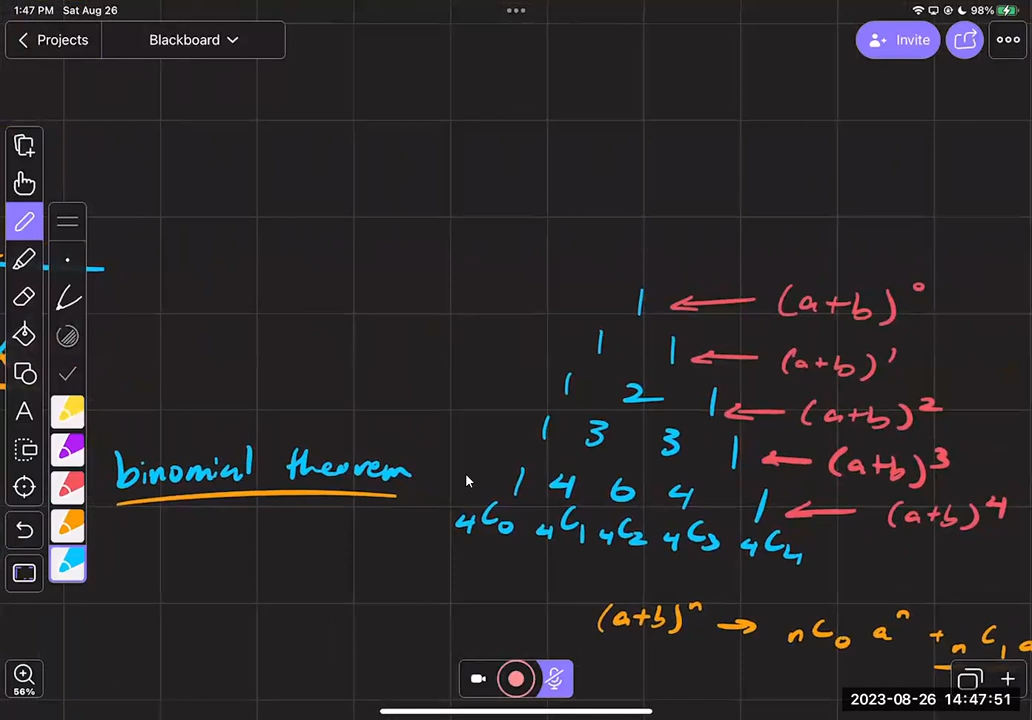 1:47 PM Sat Aug 26
98%
Projects
Blackboard
Invite
1 ← (a+b)⁰
1 1 ← (a+b)¹
1 2 1 ← (a+b)²
1 3 3 1 ← (a+b)³
binomial theorem
1 4 6 4 1 ← (a+b)⁴
₄C₀ ₄C₁ ₄C₂ ₄C₃ ₄C₄
(a+b)ⁿ → ₙC₀ aⁿ + ₙC₁
A
56%
2023-08-26 14:47:51